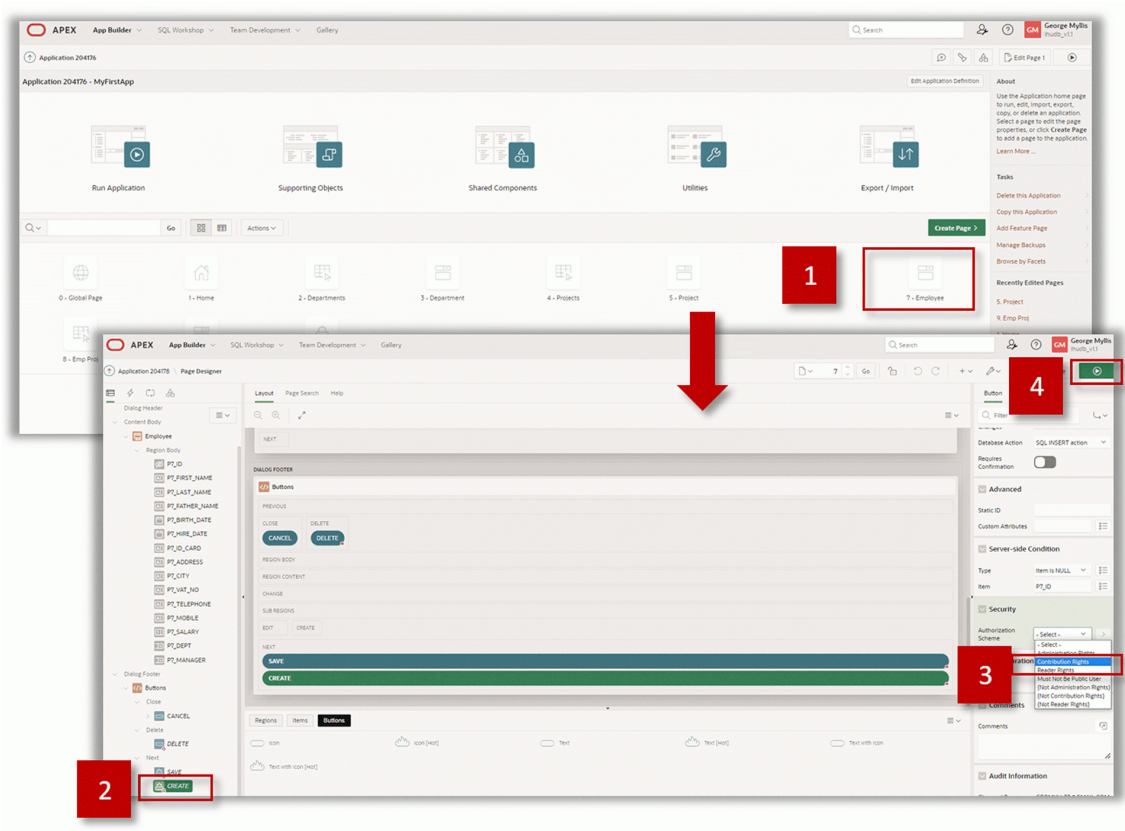 APEX App Builder SQL Workshop Team Development Gallery Search GM George Myllis
ihudb_v11
Application 204176 Edit Page 1
Application 204176 - MyFirstApp Edit Application Definition About
Use the Application home page
to run, edit, import, export,
copy, or delete an application.
Select a page to edit the page
properties, or click Create Page
to add a page to the application.
Learn More ...
Run Application Supporting Objects Shared Components Utilities Export / Import
Tasks
Delete this Application
Copy this Application
Go Actions Create Page > Add Feature Page
Manage Backups
Browse by Facets
1
Recently Edited Pages
0 - Global Page 1 - Home 2 - Departments 3 - Department 4 - Projects 5 - Project 7 - Employee
5. Project
9. Emp Proj
8 - Emp Proj
APEX App Builder SQL Workshop Team Development Gallery Search GM George Myllis
ihudb_v11
Application 204176 \ Page Designer 7 Go
4
Layout Page Search Help Button
Dialog Header
Content Body
Employee
Region Body
P7_ID
P7_FIRST_NAME
P7_LAST_NAME
P7_FATHER_NAME
P7_BIRTH_DATE
P7_HIRE_DATE
P7_ID_CARD
P7_ADDRESS
P7_CITY
P7_VAT_NO
P7_TELEPHONE
P7_MOBILE
P7_SALARY
P7_DEPT
P7_MANAGER
Dialog Footer
Buttons
Close
CANCEL
Delete
DELETE
Next
SAVE
CREATE
2
NEXT
DIALOG FOOTER
Buttons
PREVIOUS
CLOSE DELETE
CANCEL DELETE
REGION BODY
REGION CONTENT
CHANGE
SUB REGIONS
EDIT CREATE
NEXT
SAVE
CREATE
Regions Items Buttons
Icon Icon [Hot] Text Text [Hot] Text with Icon
Text with Icon [Hot]
Filter
Database Action SQL INSERT action
Requires
Confirmation
Advanced
Static ID
Custom Attributes
Server-side Condition
Type Item is NULL
Item P7_ID
Security
Authorization
Scheme - Select -
- Select -
Administration Rights
Contribution Rights
Reader Rights
Must Not Be Public User
{Not Administration Rights}
{Not Contribution Rights}
{Not Reader Rights}
3
Comments
Comments
Audit Information